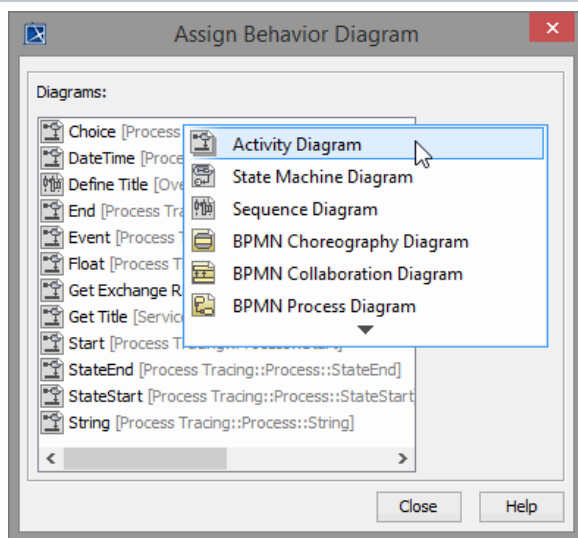 Assign Behavior Diagram
Diagrams:
Choice [Process
DateTime [Proce
Define Title [Ove
End [Process Tra
Event [Process T
Float [Process T
Get Exchange R
Get Title [Servic
Start [Process
StateEnd [Process Tracing::Process::StateEnd]
StateStart [Process Tracing::Process::StateStart
String [Process Tracing::Process::String]
Activity Diagram
State Machine Diagram
Sequence Diagram
BPMN Choreography Diagram
BPMN Collaboration Diagram
BPMN Process Diagram
Close
Help